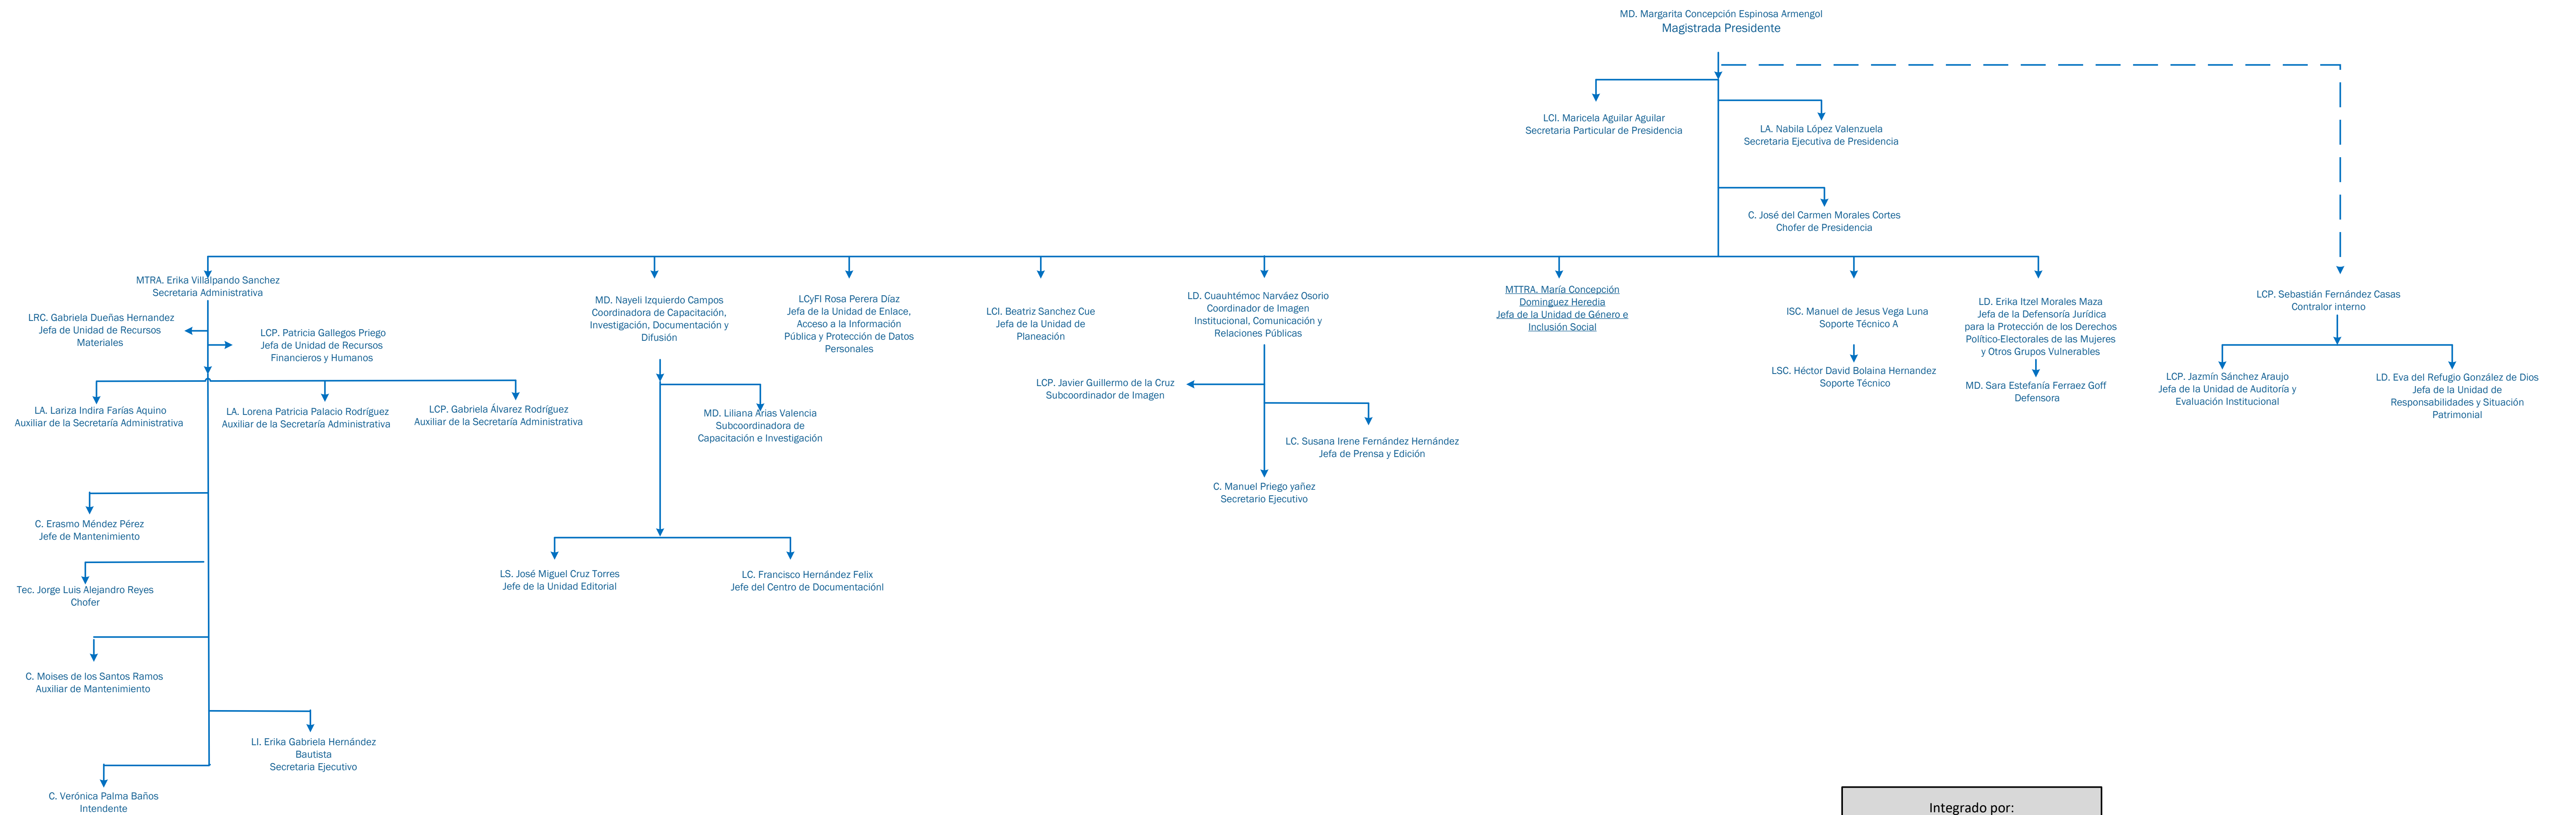 MD. Margarita Concepción Espinosa Armengol
Magistrada Presidente
LCI. Maricela Aguilar Aguilar
Secretaria Particular de Presidencia
LA. Nabila López Valenzuela
Secretaria Ejecutiva de Presidencia
C. José del Carmen Morales Cortes
Chofer de Presidencia
MTRA. Erika Villalpando Sanchez
Secretaria Administrativa
LRC. Gabriela Dueñas Hernandez
Jefa de Unidad de Recursos
Materiales
LCP. Patricia Gallegos Priego
Jefa de Unidad de Recursos
Financieros y Humanos
LA. Lariza Indira Farías Aquino
Auxiliar de la Secretaría Administrativa
LA. Lorena Patricia Palacio Rodríguez
Auxiliar de la Secretaría Administrativa
LCP. Gabriela Álvarez Rodríguez
Auxiliar de la Secretaría Administrativa
C. Erasmo Méndez Pérez
Jefe de Mantenimiento
Tec. Jorge Luis Alejandro Reyes
Chofer
C. Moises de los Santos Ramos
Auxiliar de Mantenimiento
LI. Erika Gabriela Hernández
Bautista
Secretaria Ejecutivo
C. Verónica Palma Baños
Intendente
MD. Nayeli Izquierdo Campos
Coordinadora de Capacitación,
Investigación, Documentación y
Difusión
MD. Liliana Arias Valencia
Subcoordinadora de
Capacitación e Investigación
LS. José Miguel Cruz Torres
Jefe de la Unidad Editorial
LC. Francisco Hernández Felix
Jefe del Centro de Documentaciónl
LCyFI Rosa Perera Díaz
Jefa de la Unidad de Enlace,
Acceso a la Información
Pública y Protección de Datos
Personales
LCI. Beatriz Sanchez Cue
Jefa de la Unidad de
Planeación
LD. Cuauhtémoc Narváez Osorio
Coordinador de Imagen
Institucional, Comunicación y
Relaciones Públicas
LCP. Javier Guillermo de la Cruz
Subcoordinador de Imagen
LC. Susana Irene Fernández Hernández
Jefa de Prensa y Edición
C. Manuel Priego yañez
Secretario Ejecutivo
MTTRA. María Concepción
Dominguez Heredia
Jefa de la Unidad de Género e
Inclusión Social
ISC. Manuel de Jesus Vega Luna
Soporte Técnico A
LSC. Héctor David Bolaina Hernandez
Soporte Técnico
LD. Erika Itzel Morales Maza
Jefa de la Defensoría Jurídica
para la Protección de los Derechos
Político-Electorales de las Mujeres
y Otros Grupos Vulnerables
MD. Sara Estefanía Ferraez Goff
Defensora
LCP. Sebastián Fernández Casas
Contralor interno
LCP. Jazmín Sánchez Araujo
Jefa de la Unidad de Auditoría y
Evaluación Institucional
LD. Eva del Refugio González de Dios
Jefa de la Unidad de
Responsabilidades y Situación
Patrimonial
Integrado por: